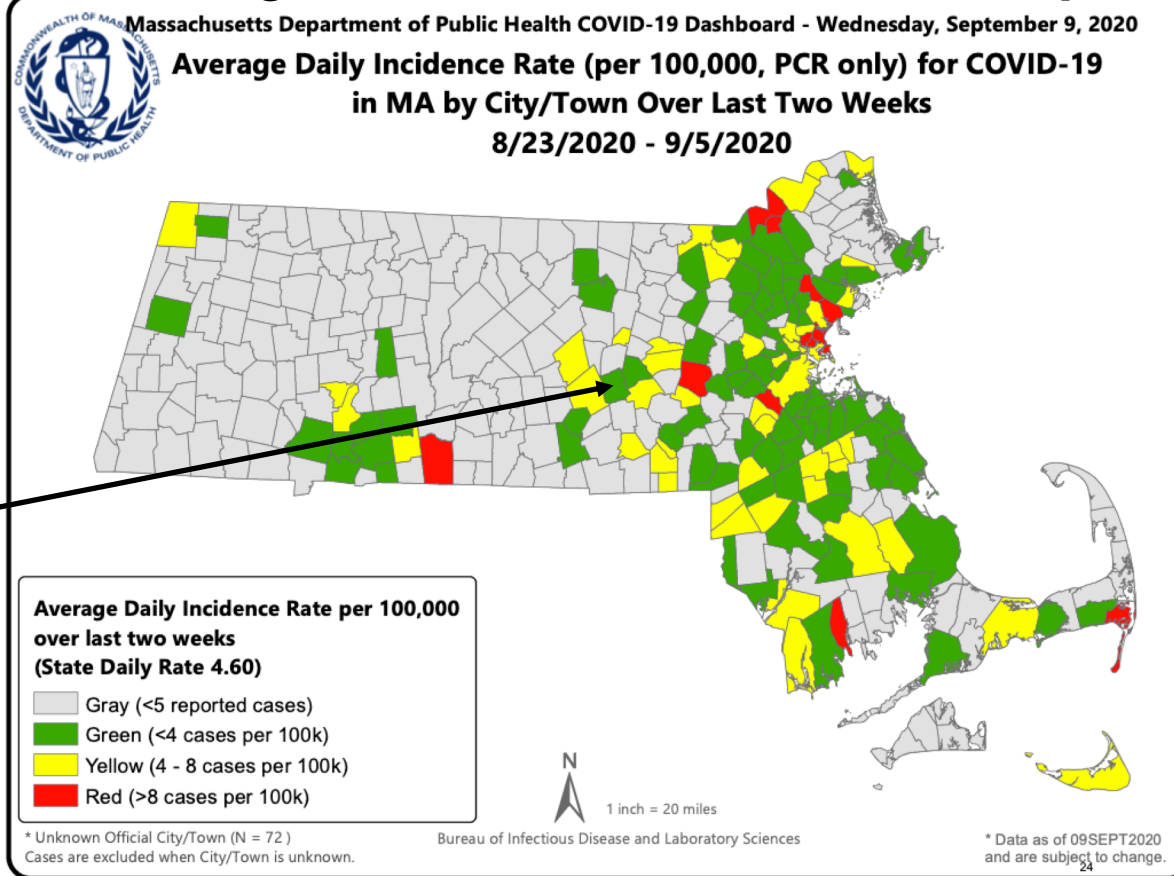 COMMONWEALTH OF MASSACHUSETTS
DEPARTMENT OF PUBLIC HEALTH
Massachusetts Department of Public Health COVID-19 Dashboard - Wednesday, September 9, 2020
Average Daily Incidence Rate (per 100,000, PCR only) for COVID-19
in MA by City/Town Over Last Two Weeks
8/23/2020 - 9/5/2020
Average Daily Incidence Rate per 100,000
over last two weeks
(State Daily Rate 4.60)
Gray (<5 reported cases)
Green (<4 cases per 100k)
Yellow (4 - 8 cases per 100k)
Red (>8 cases per 100k)
N
1 inch = 20 miles
* Unknown Official City/Town (N = 72 )
Cases are excluded when City/Town is unknown.
Bureau of Infectious Disease and Laboratory Sciences
* Data as of 09SEPT2020
and are subject to change.
24